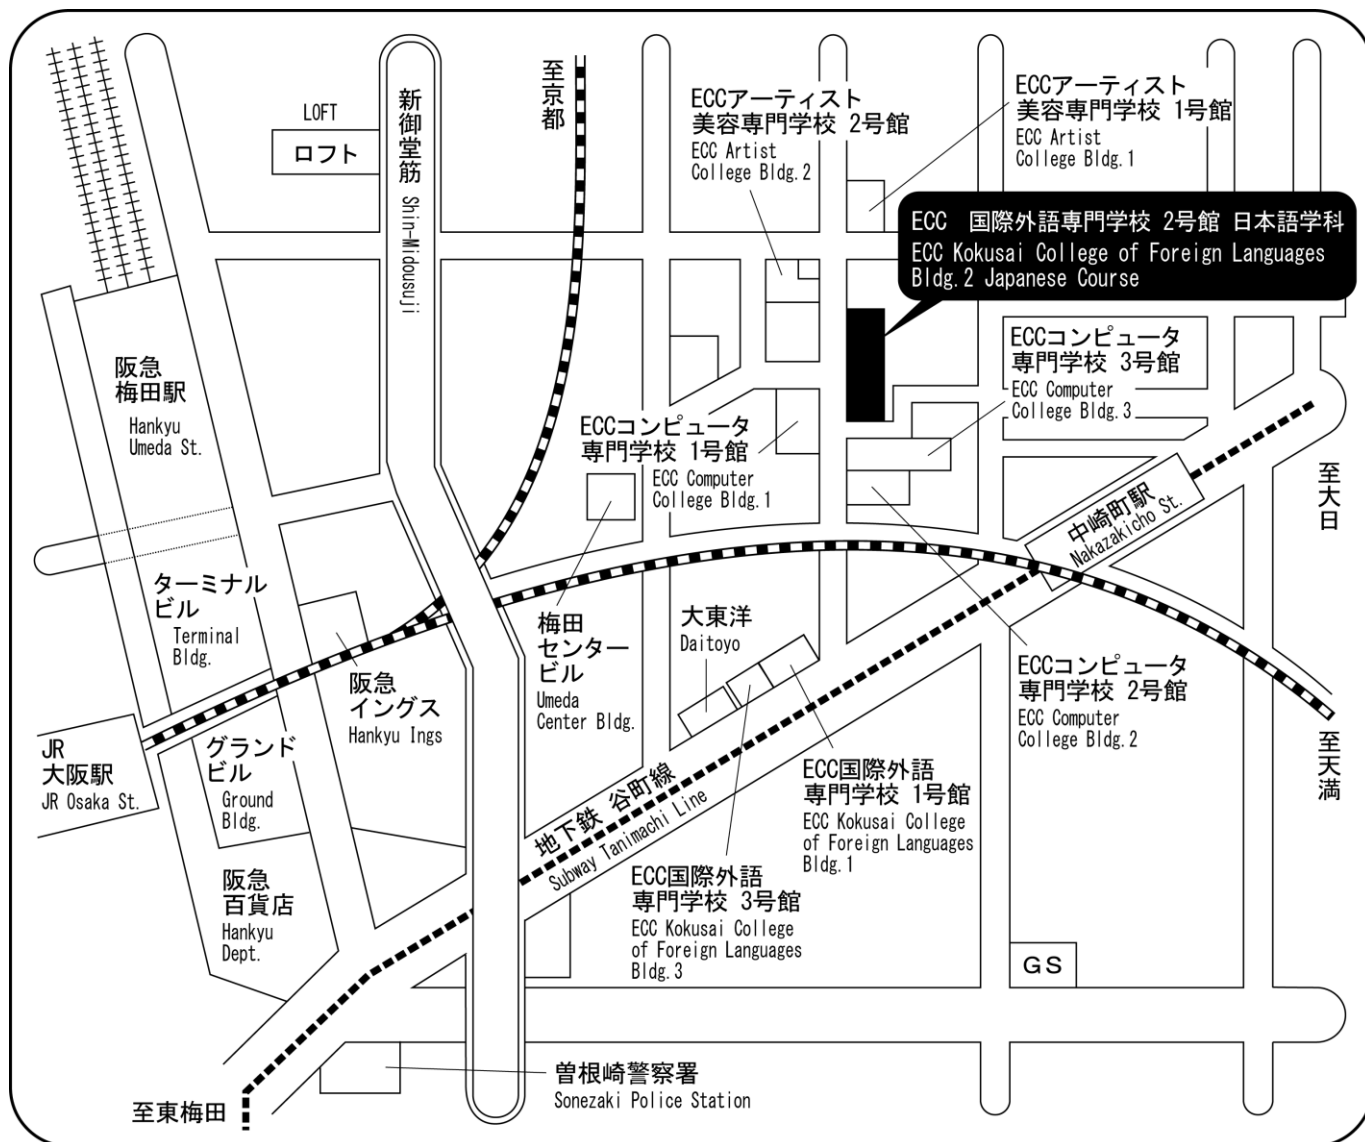 至京都
ECCアーティスト
美容専門学校 2号館
ECC Artist
College Bldg.2
ECCアーティスト
美容専門学校 1号館
ECC Artist
College Bldg.1
LOFT
ロフト
新御堂筋 Shin-Midousuji
ECC 国際外語専門学校 2号館 日本語学科
ECC Kokusai College of Foreign Languages
Bldg.2 Japanese Course
阪急
梅田駅
Hankyu
Umeda St.
ECCコンピュータ
専門学校 3号館
ECC Computer
College Bldg.3
ECCコンピュータ
専門学校 1号館
ECC Computer
College Bldg.1
中崎町駅
Nakazakicho St.
至大日
ターミナル
ビル
Terminal
Bldg.
梅田
センター
ビル
Umeda
Center Bldg.
大東洋
Daitoyo
阪急
イングス
Hankyu Ings
ECCコンピュータ
専門学校 2号館
ECC Computer
College Bldg.2
至天満
JR
大阪駅
JR Osaka St.
グランド
ビル
Ground
Bldg.
地下鉄 谷町線
Subway Tanimachi Line
ECC国際外語
専門学校 1号館
ECC Kokusai College
of Foreign Languages
Bldg.1
阪急
百貨店
Hankyu
Dept.
ECC国際外語
専門学校 3号館
ECC Kokusai College
of Foreign Languages
Bldg.3
GS
曽根崎警察署
Sonezaki Police Station
至東梅田